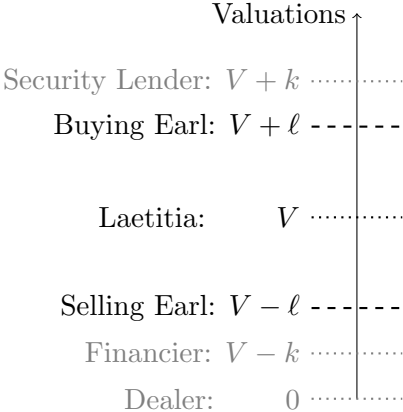 Valuations
Security Lender: V + k
Buying Earl: V + ℓ
Laetitia: V
Selling Earl: V − ℓ
Financier: V − k
Dealer: 0